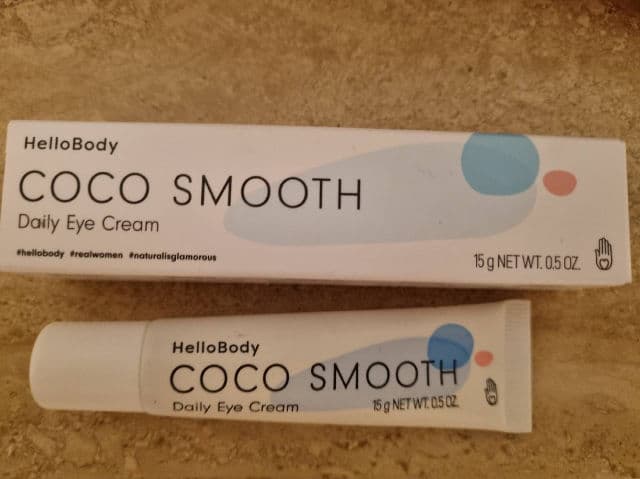 HelloBody
COCO SMOOTH
Daily Eye Cream
#hellobody #realwomen #naturalisglamorous
15 g NET WT. 0.5 OZ.
HelloBody
COCO SMOOTH
Daily Eye Cream
15 g NET WT. 0.5 OZ.